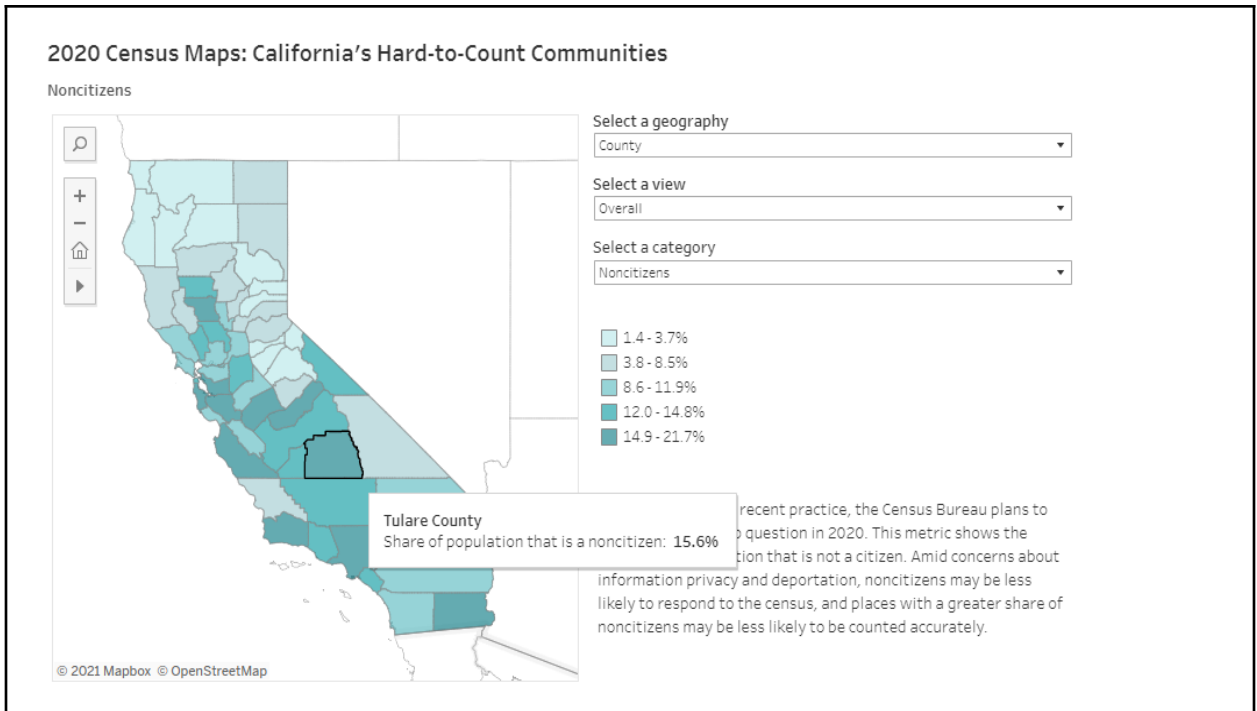 2020 Census Maps: California's Hard-to-Count Communities
Noncitizens
Select a geography
County
Select a view
Overall
Select a category
Noncitizens
1.4 - 3.7%
3.8 - 8.5%
8.6 - 11.9%
12.0 - 14.8%
14.9 - 21.7%
Tulare County
Share of population that is a noncitizen: 15.6%
recent practice, the Census Bureau plans to
question in 2020. This metric shows the
tion that is not a citizen. Amid concerns about
information privacy and deportation, noncitizens may be less
likely to respond to the census, and places with a greater share of
noncitizens may be less likely to be counted accurately.
© 2021 Mapbox © OpenStreetMap